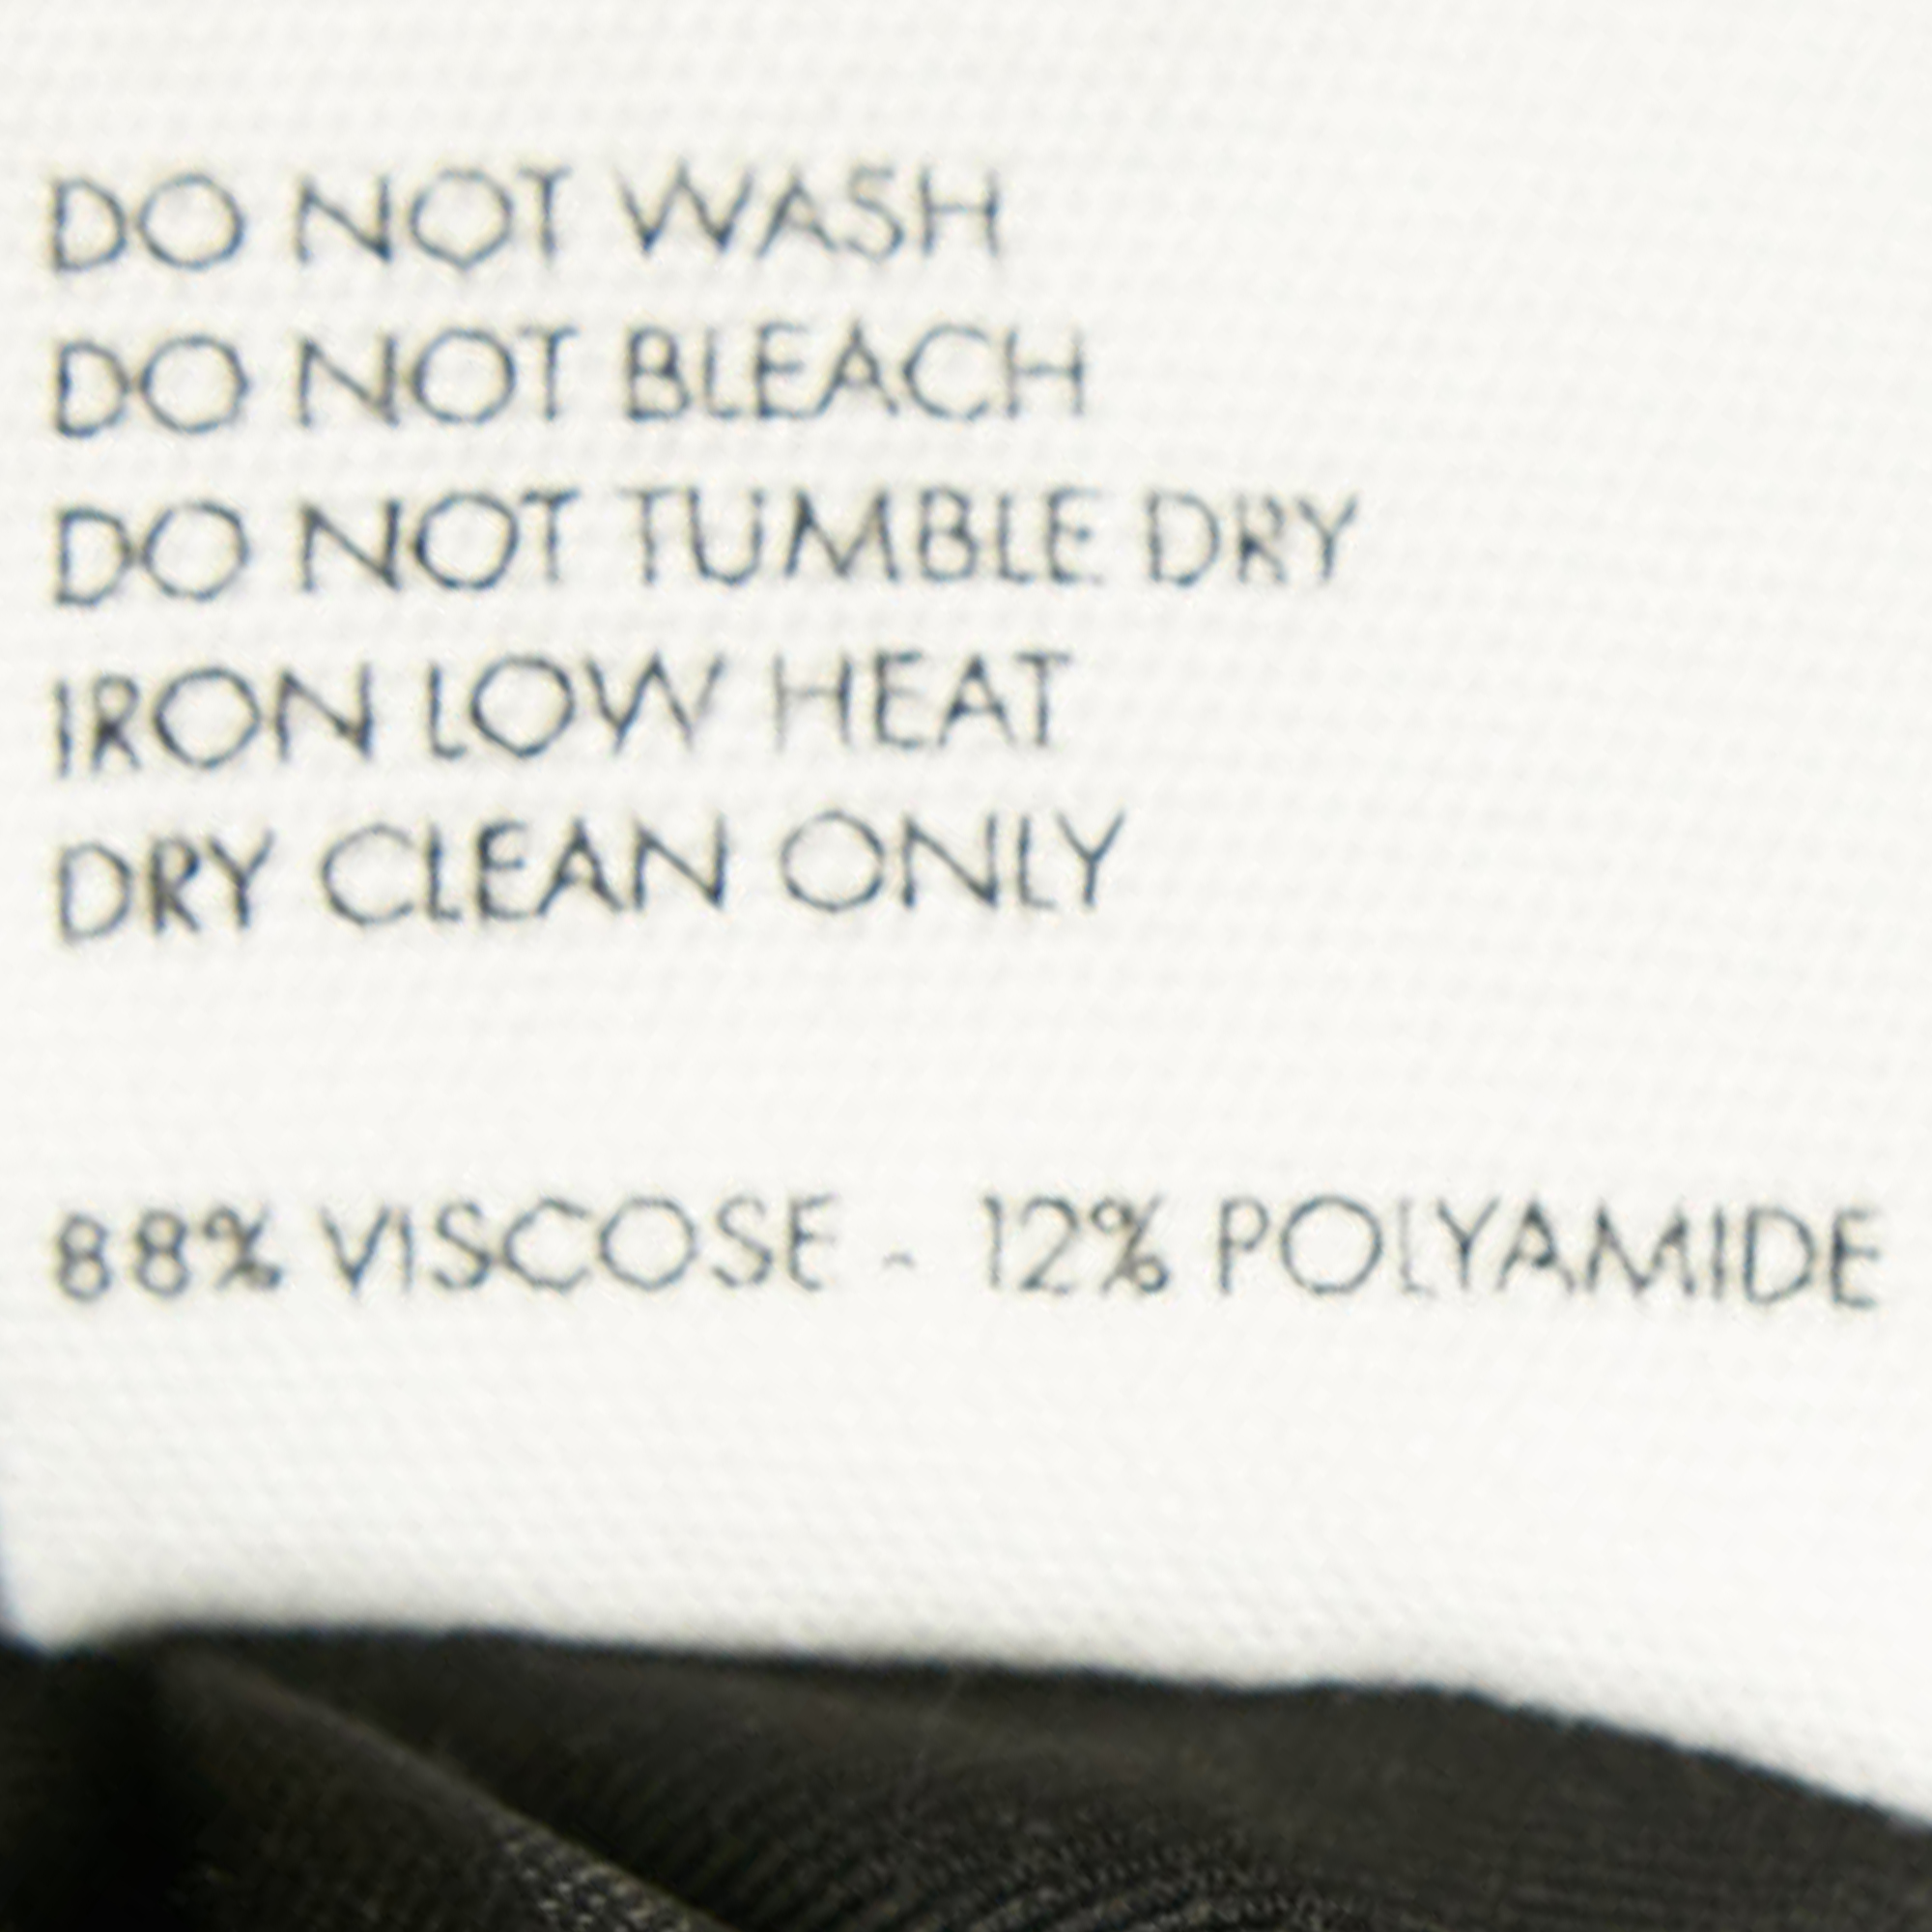 DO NOT WASH
DO NOT BLEACH
DO NOT TUMBLE DRY
IRON LOW HEAT
DRY CLEAN ONLY
88% VISCOSE - 12% POLYAMIDE